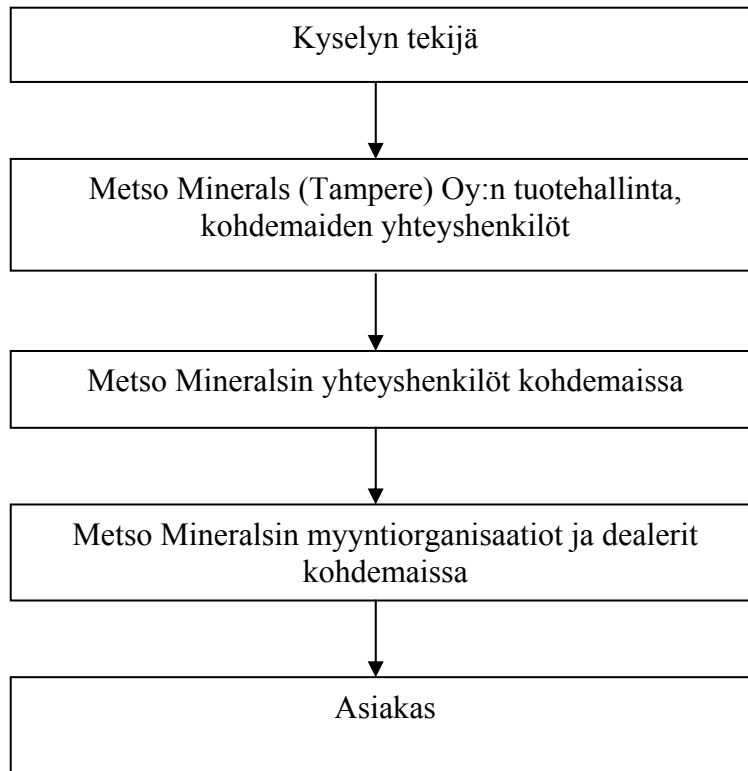 Kyselyn tekijä
Metso Minerals (Tampere) Oy:n tuotehallinta,
kohdemaiden yhteyshenkilöt
Metso Mineralsin yhteyshenkilöt kohdemaissa
Metso Mineralsin myyntiorganisaatiot ja dealerit
kohdemaissa
Asiakas